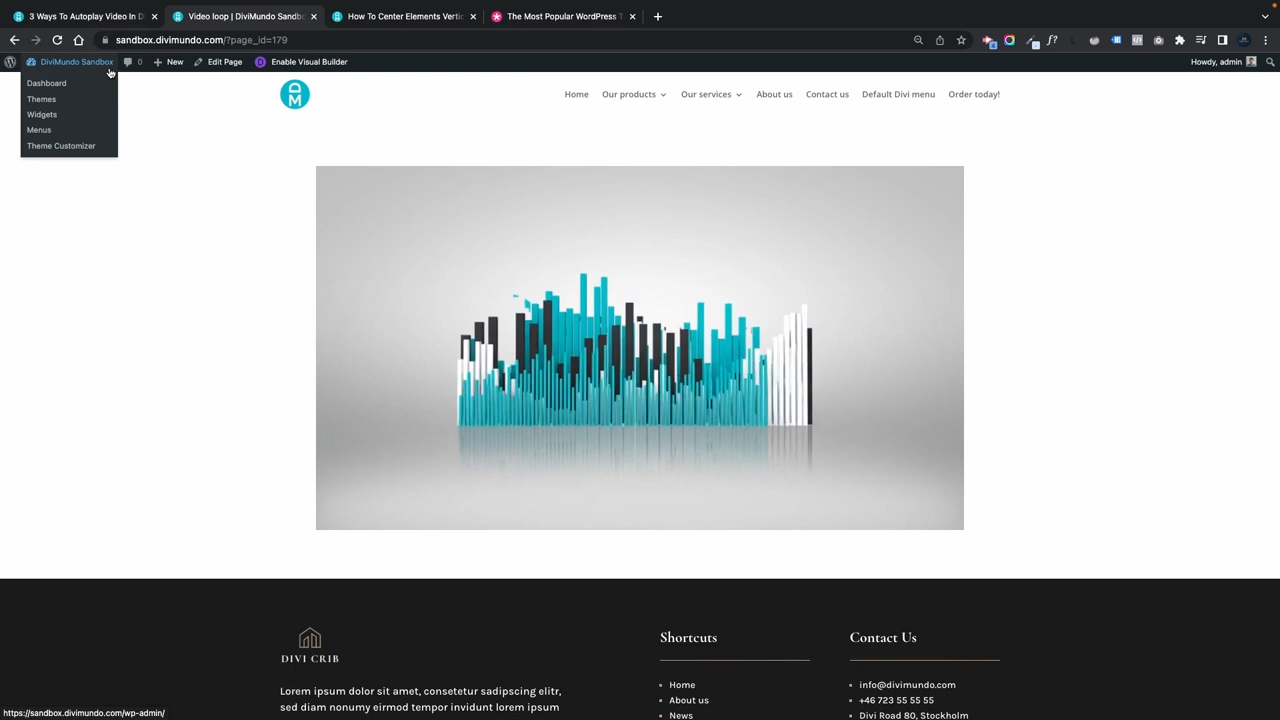 3 Ways To Autoplay Video In D
Video loop | DiviMundo Sandbo
How To Center Elements Vertic
The Most Popular WordPress T
sandbox.divimundo.com/?page_id=179
DiviMundo Sandbox
0
New
Edit Page
Enable Visual Builder
Howdy, admin
Dashboard
Themes
Widgets
Menus
Theme Customizer
DM
Home
Our products
Our services
About us
Contact us
Default Divi menu
Order today!
DIVI CRIB
Lorem ipsum dolor sit amet, consetetur sadipscing elitr,
sed diam nonumy eirmod tempor invidunt lorem ipsum
Shortcuts
Home
About us
News
Contact Us
info@divimundo.com
+46 723 55 55 55
Divi Road 80, Stockholm
https://sandbox.divimundo.com/wp-admin/